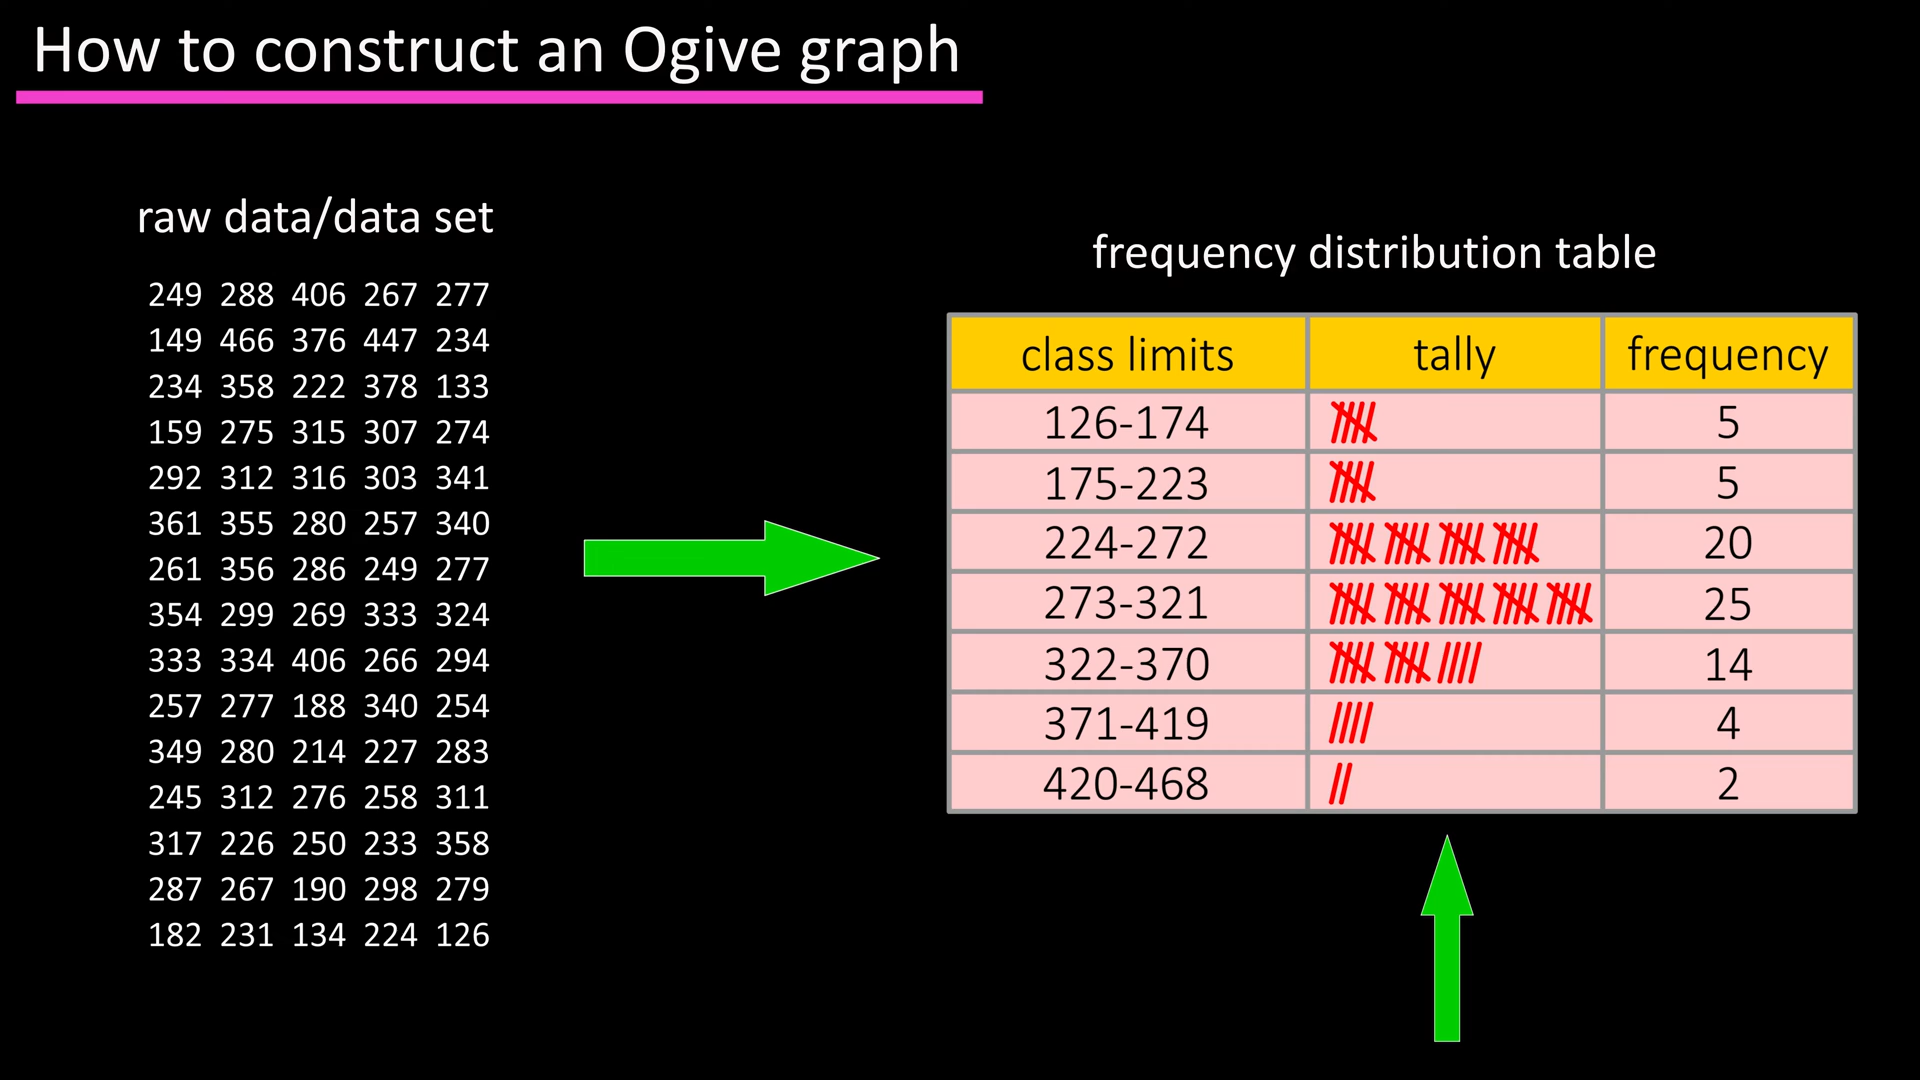 How to construct an Ogive graph
raw data/data set
249 288 406 267 277
149 466 376 447 234
234 358 222 378 133
159 275 315 307 274
292 312 316 303 341
361 355 280 257 340
261 356 286 249 277
354 299 269 333 324
333 334 406 266 294
257 277 188 340 254
349 280 214 227 283
245 312 276 258 311
317 226 250 233 358
287 267 190 298 279
182 231 134 224 126
frequency distribution table
class limits tally frequency
126-174 5
175-223 5
224-272 20
273-321 25
322-370 14
371-419 4
420-468 2